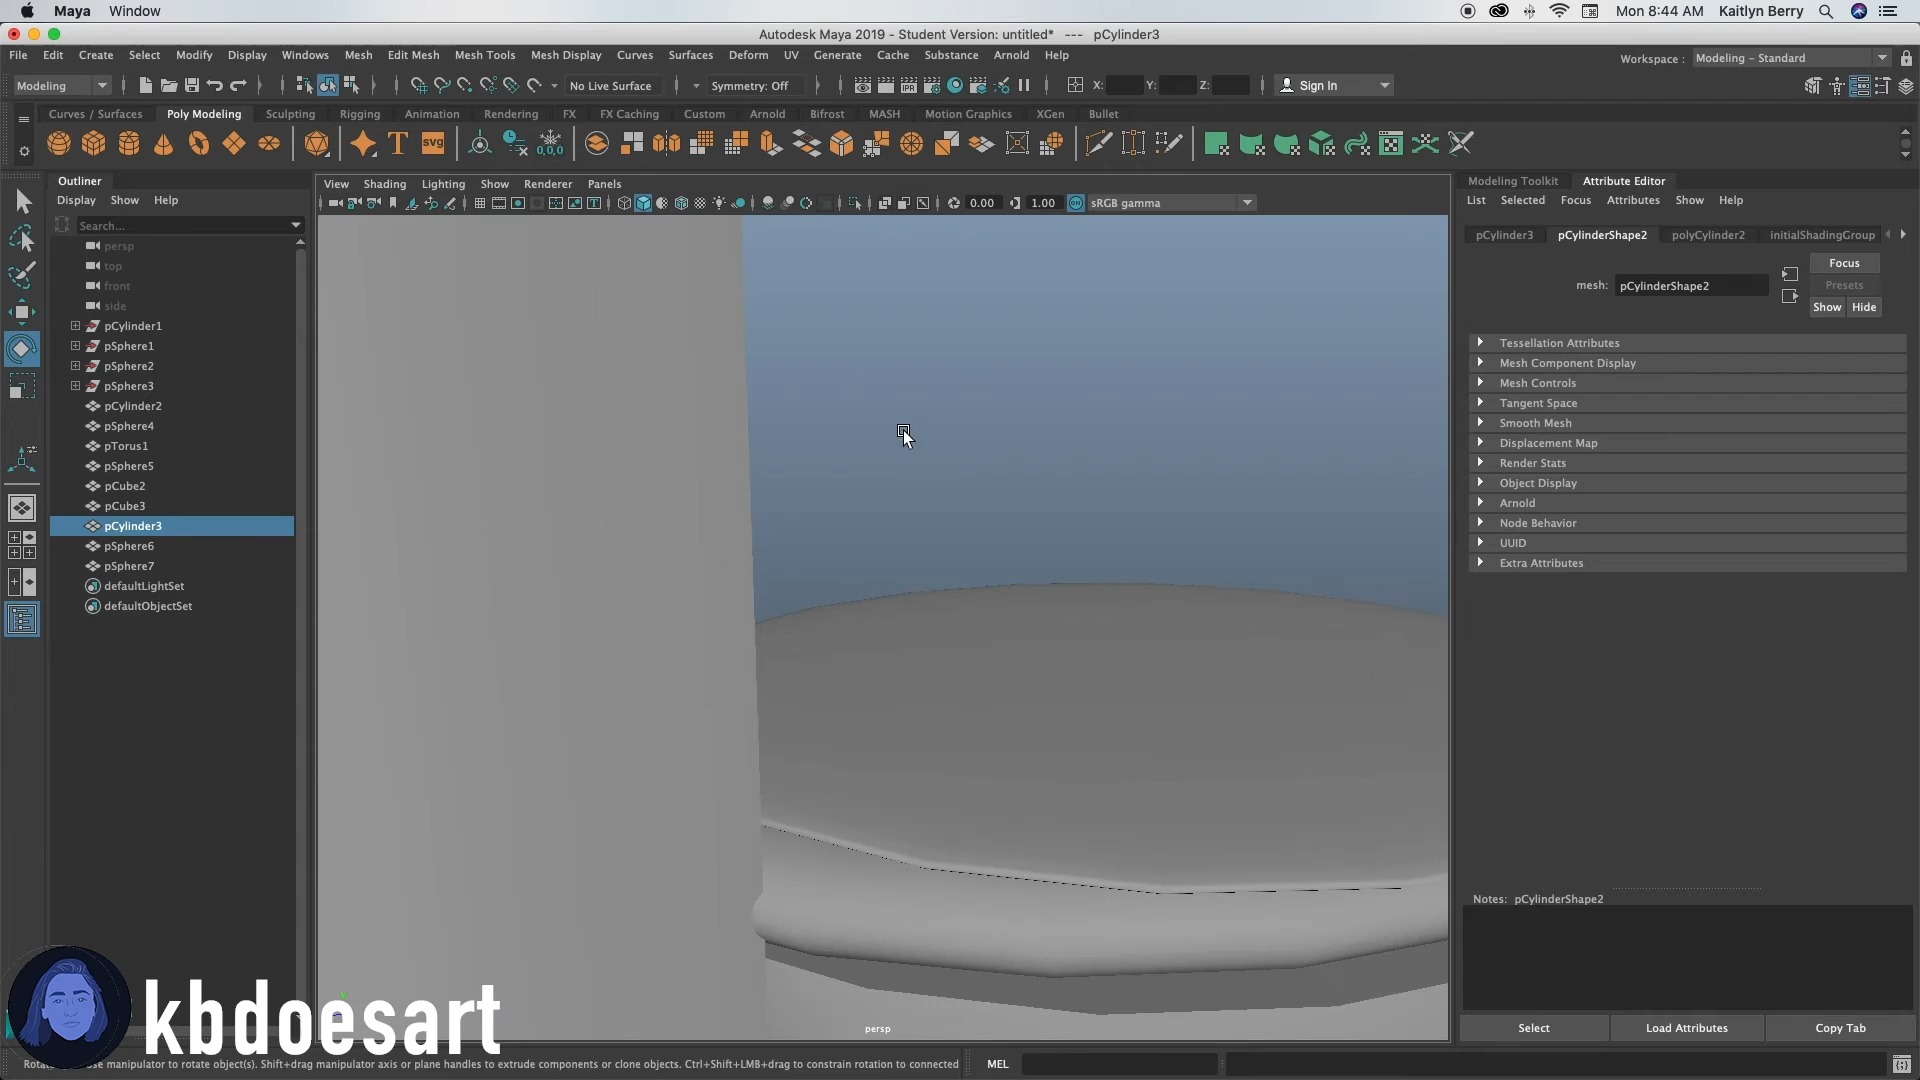 Maya Window
Mon 8:44 AM Kaitlyn Berry
Autodesk Maya 2019 - Student Version: untitled* --- pCylinder3
File Edit Create Select Modify Display Windows Mesh Edit Mesh Mesh Tools Mesh Display Curves Surfaces Deform UV Generate Cache Substance Arnold Help
Workspace : Modeling - Standard
Modeling No Live Surface Symmetry: Off X: Y: Z: Sign In
Curves / Surfaces Poly Modeling Sculpting Rigging Animation Rendering FX FX Caching Custom Arnold Bifrost MASH Motion Graphics XGen Bullet
Outliner
Display Show Help
Search...
persp
top
front
side
pCylinder1
pSphere1
pSphere2
pSphere3
pCylinder2
pSphere4
pTorus1
pSphere5
pCube2
pCube3
pCylinder3
pSphere6
pSphere7
defaultLightSet
defaultObjectSet
View Shading Lighting Show Renderer Panels
0.00 1.00 sRGB gamma
persp
Modeling Toolkit Attribute Editor
List Selected Focus Attributes Show Help
pCylinder3 pCylinderShape2 polyCylinder2 initialShadingGroup
mesh: pCylinderShape2
Focus
Presets
Show Hide
Tessellation Attributes
Mesh Component Display
Mesh Controls
Tangent Space
Smooth Mesh
Displacement Map
Render Stats
Object Display
Arnold
Node Behavior
UUID
Extra Attributes
Notes: pCylinderShape2
Select Load Attributes Copy Tab
kbdoesart
manipulator to rotate object(s). Shift+drag manipulator axis or plane handles to extrude components or clone objects. Ctrl+Shift+LMB+drag to constrain rotation to connected
MEL